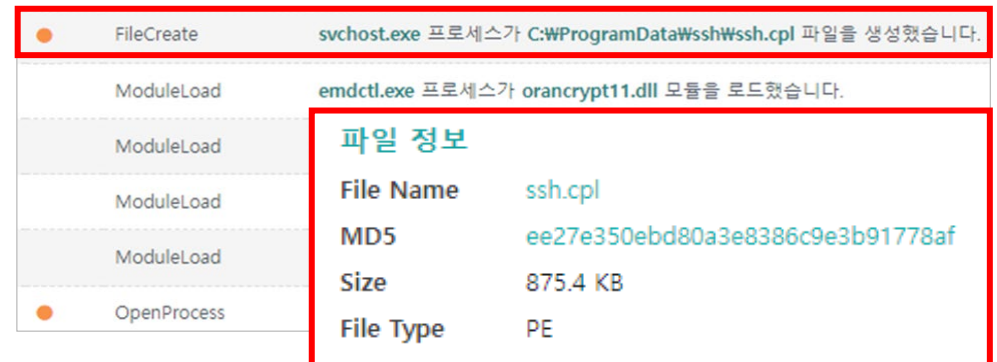 FileCreate svchost.exe 프로세스가 C:₩ProgramData₩ssh₩ssh.cpl 파일을 생성했습니다.
ModuleLoad emdctl.exe 프로세스가 orancrypt11.dll 모듈을 로드했습니다.
ModuleLoad
ModuleLoad
ModuleLoad
OpenProcess
파일 정보
File Name ssh.cpl
MD5 ee27e350ebd80a3e8386c9e3b91778af
Size 875.4 KB
File Type PE